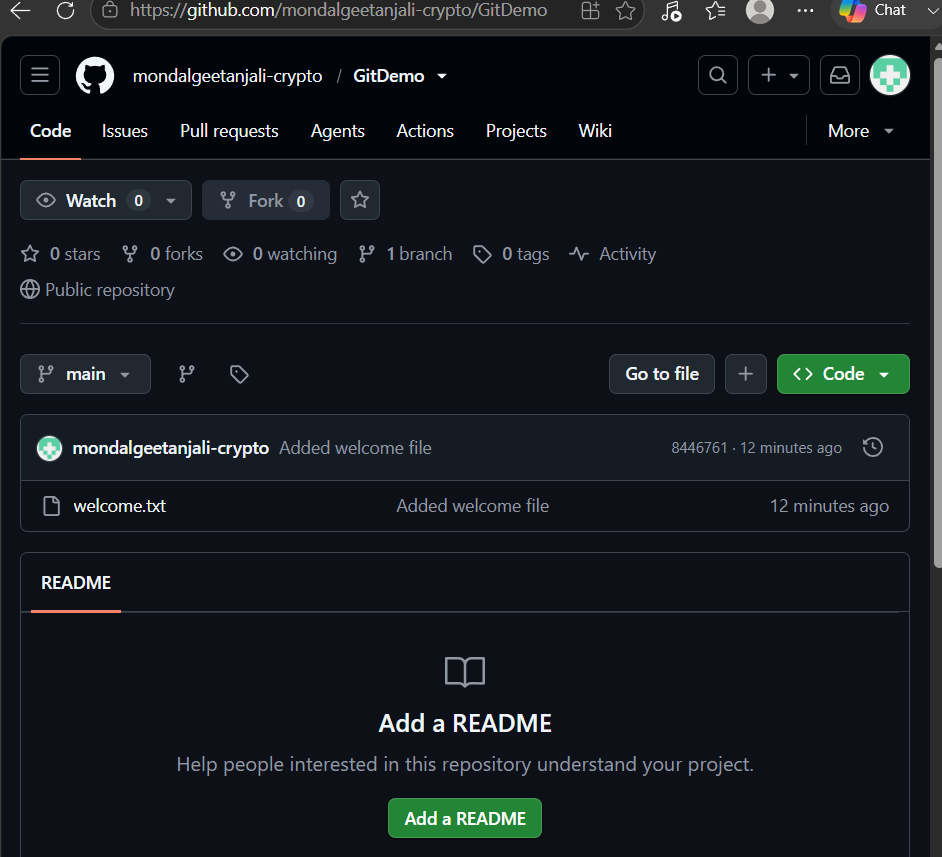 https://github.com/mondalgeetanjali-crypto/GitDemo
Chat
mondalgeetanjali-crypto / GitDemo
Code Issues Pull requests Agents Actions Projects Wiki More
Watch 0 Fork 0
0 stars 0 forks 0 watching 1 branch 0 tags Activity
Public repository
main Go to file Code
mondalgeetanjali-crypto Added welcome file 8446761 · 12 minutes ago
welcome.txt Added welcome file 12 minutes ago
README
Add a README
Help people interested in this repository understand your project.
Add a README